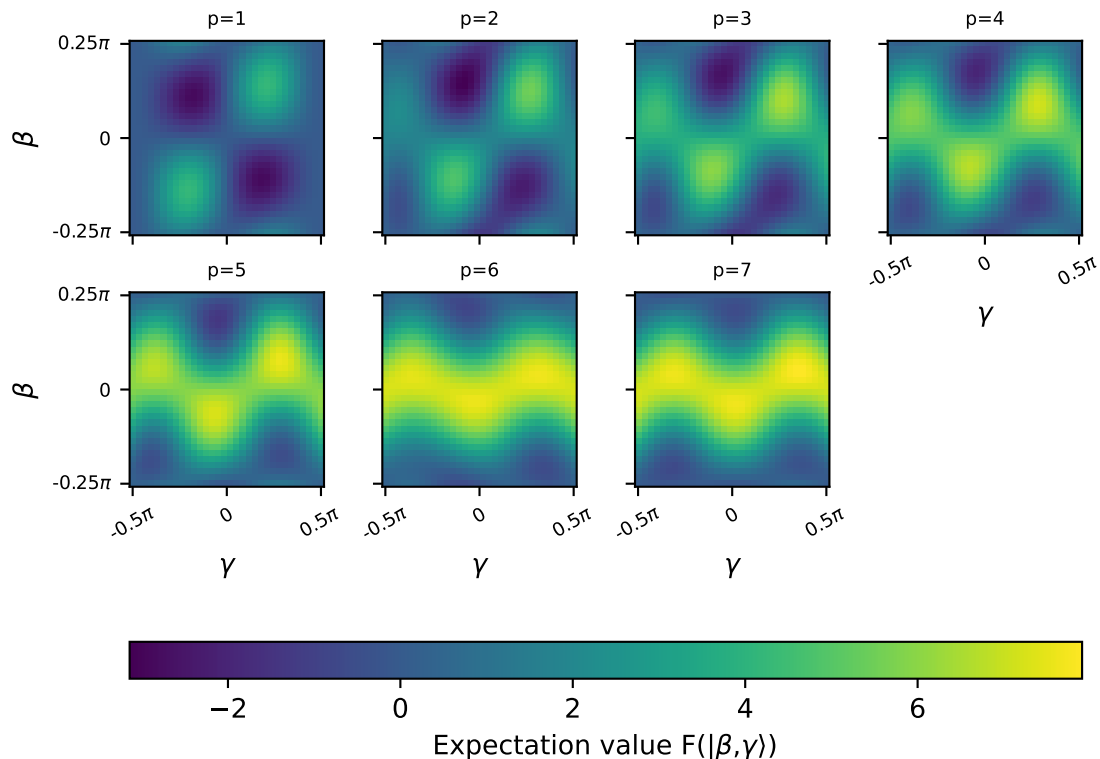 p=1 p=2 p=3 p=4
0.25π
β
0
-0.25π
-0.5π 0 0.5π
γ
p=5 p=6 p=7
0.25π
β
0
-0.25π
-0.5π 0 0.5π -0.5π 0 0.5π -0.5π 0 0.5π
γ γ γ
−2 0 2 4 6
Expectation value F(|β,γ⟩)